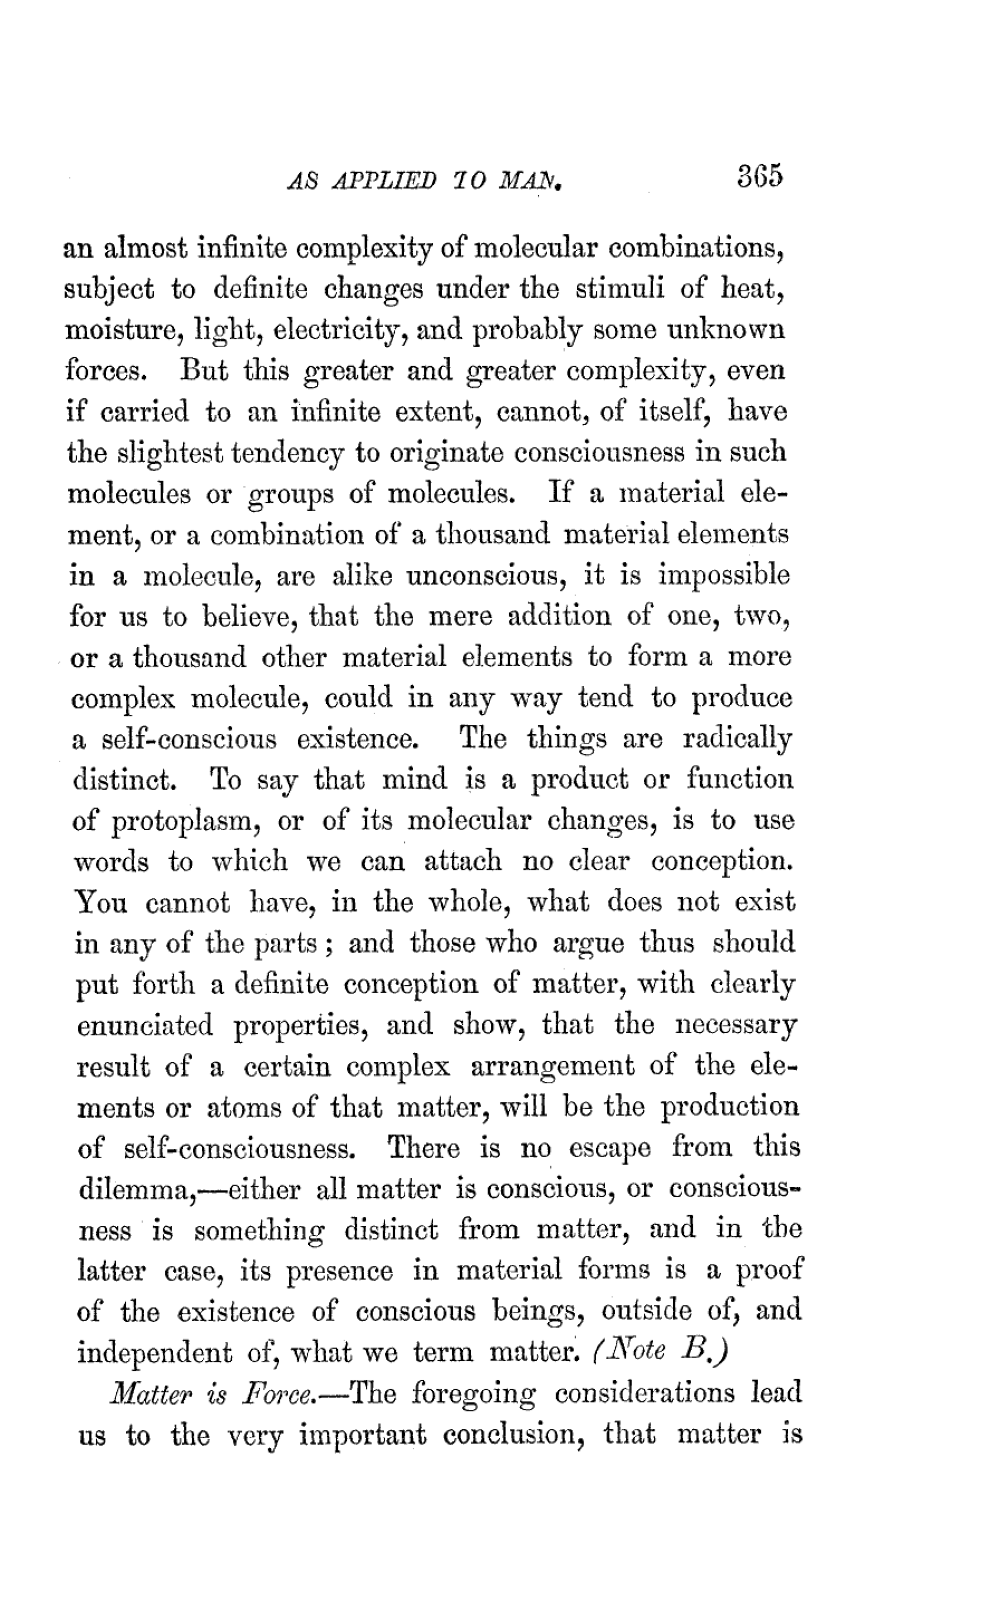 AS APPLIED TO MAN. 365
an almost infinite complexity of molecular combinations,
subject to definite changes under the stimuli of heat,
moisture, light, electricity, and probably some unknown
forces. But this greater and greater complexity, even
if carried to an infinite extent, cannot, of itself, have
the slightest tendency to originate consciousness in such
molecules or groups of molecules. If a material ele-
ment, or a combination of a thousand material elements
in a molecule, are alike unconscious, it is impossible
for us to believe, that the mere addition of one, two,
or a thousand other material elements to form a more
complex molecule, could in any way tend to produce
a self-conscious existence. The things are radically
distinct. To say that mind is a product or function
of protoplasm, or of its molecular changes, is to use
words to which we can attach no clear conception.
You cannot have, in the whole, what does not exist
in any of the parts; and those who argue thus should
put forth a definite conception of matter, with clearly
enunciated properties, and show, that the necessary
result of a certain complex arrangement of the ele-
ments or atoms of that matter, will be the production
of self-consciousness. There is no escape from this
dilemma,—either all matter is conscious, or conscious-
ness is something distinct from matter, and in the
latter case, its presence in material forms is a proof
of the existence of conscious beings, outside of, and
independent of, what we term matter. (Note B.)
Matter is Force.—The foregoing considerations lead
us to the very important conclusion, that matter is